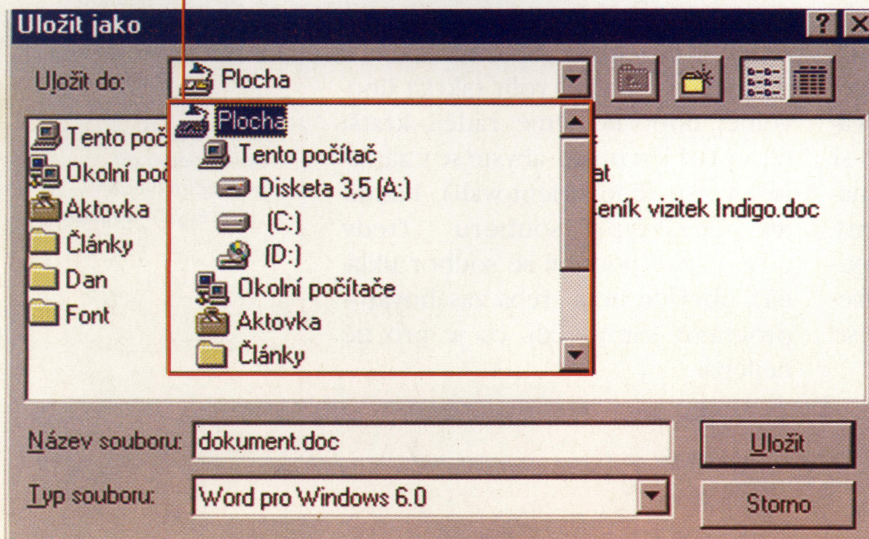 Uložit jako
Uložit do: Plocha
Plocha
Tento počítač
Disketa 3,5 (A:)
(C:)
(D:)
Okolní počítače
Aktovka
Články
Tento poč
Okolní poč
Aktovka
Články
Dan
Font
at
Ceník vizitek Indigo.doc
Název souboru: dokument.doc
Uložit
Typ souboru: Word pro Windows 6.0
Storno